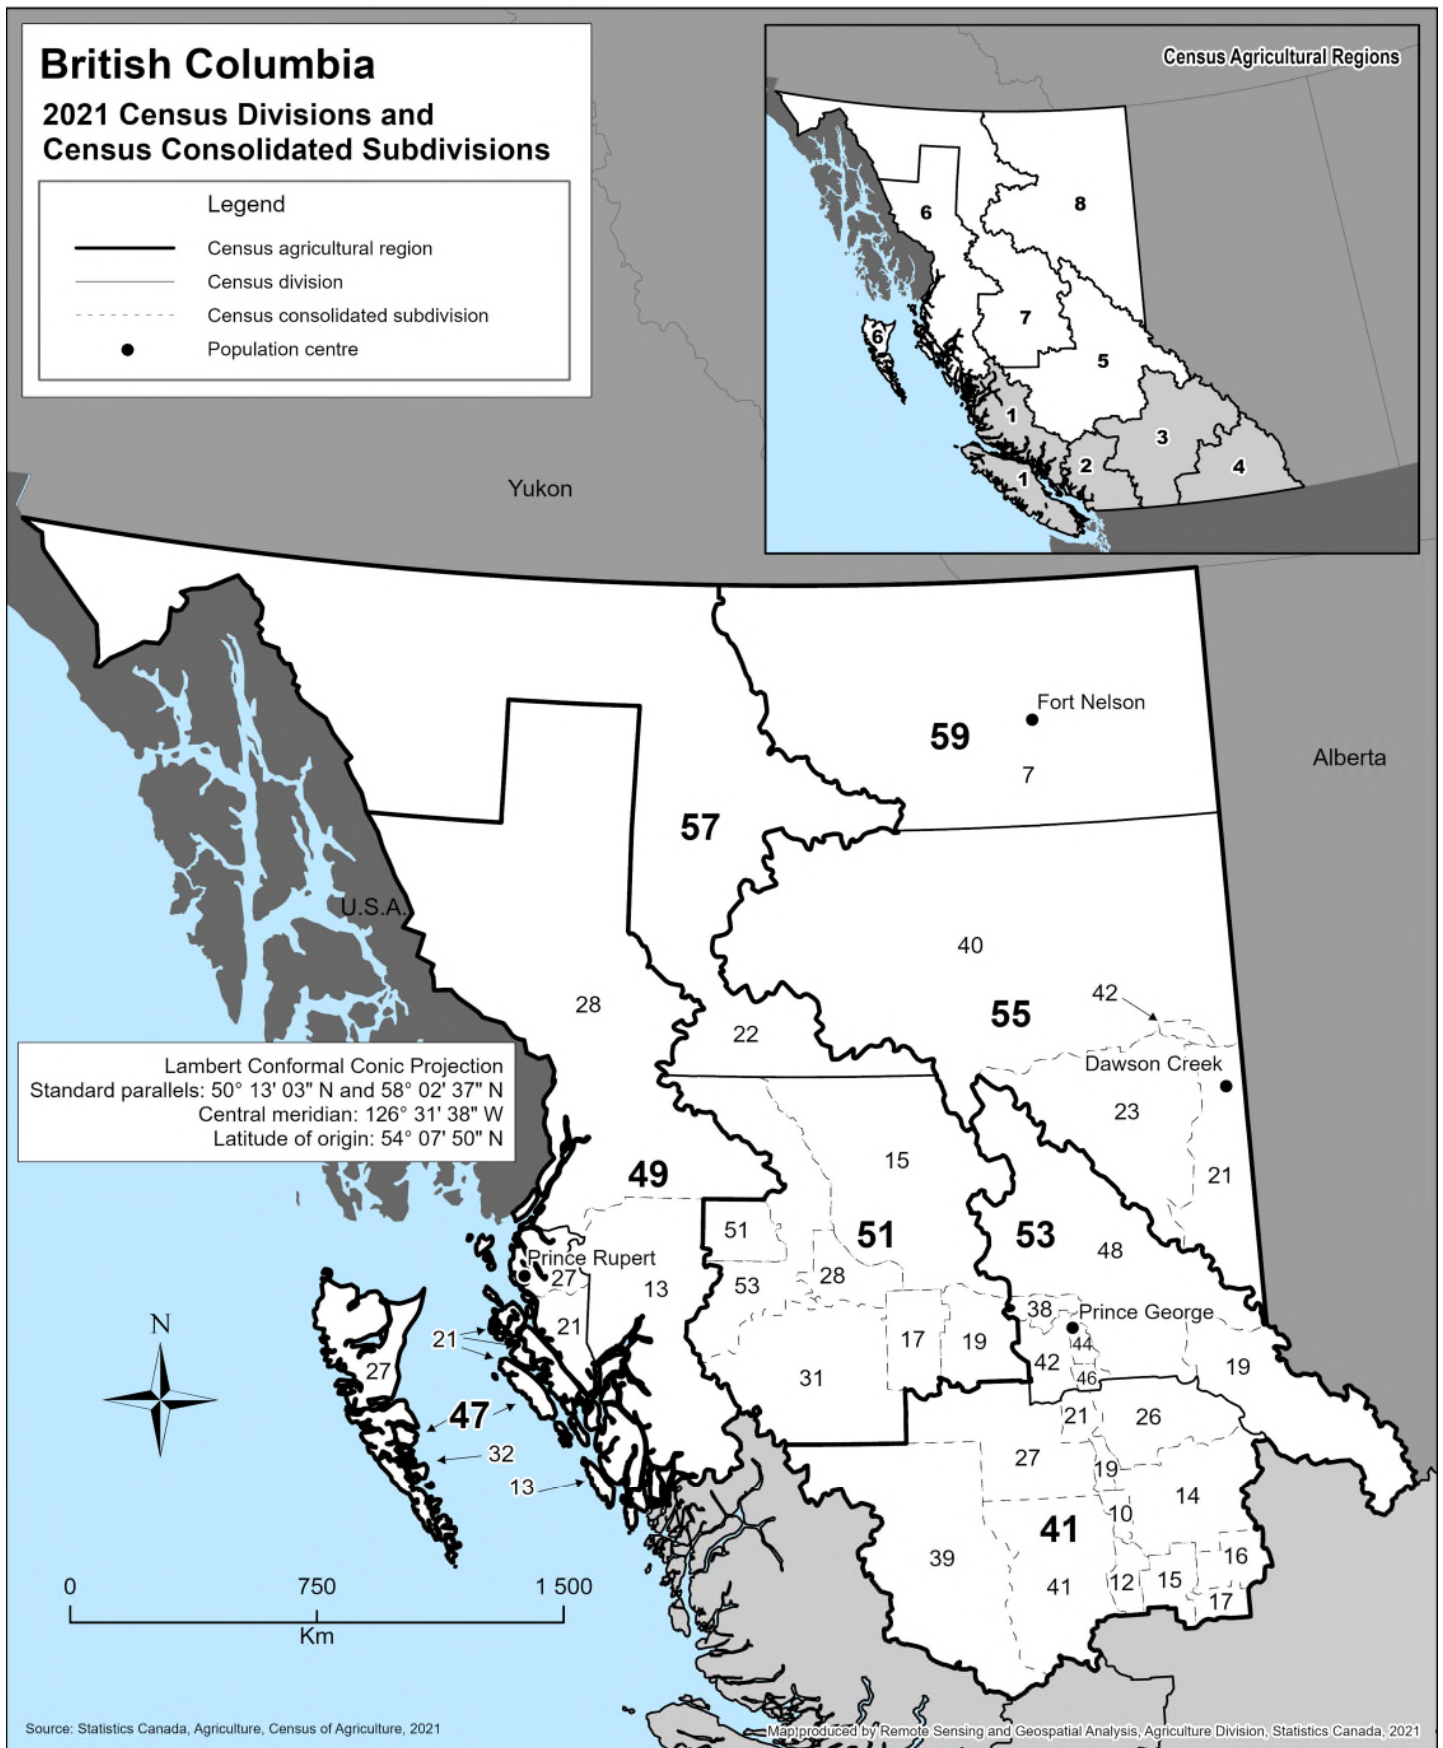 British Columbia
2021 Census Divisions and
Census Consolidated Subdivisions
Legend
Census agricultural region
Census division
Census consolidated subdivision
Population centre
Census Agricultural Regions
8
6
7
6
5
1
3
2
4
1
Yukon
Fort Nelson
59
7
Alberta
57
U.S.A.
40
42
28
55
22
Dawson Creek
Lambert Conformal Conic Projection
Standard parallels: 50° 13' 03" N and 58° 02' 37" N
Central meridian: 126° 31' 38" W
Latitude of origin: 54° 07' 50" N
23
15
49
21
51
51
53
48
Prince Rupert
27
13
53
28
38
Prince George
N
21
21
17
19
44
42
27
31
46
19
47
21
26
32
27
19
13
14
10
41
39
16
41
12
15
17
0
750
1 500
Km
Source: Statistics Canada, Agriculture, Census of Agriculture, 2021
Map produced by Remote Sensing and Geospatial Analysis, Agriculture Division, Statistics Canada, 2021